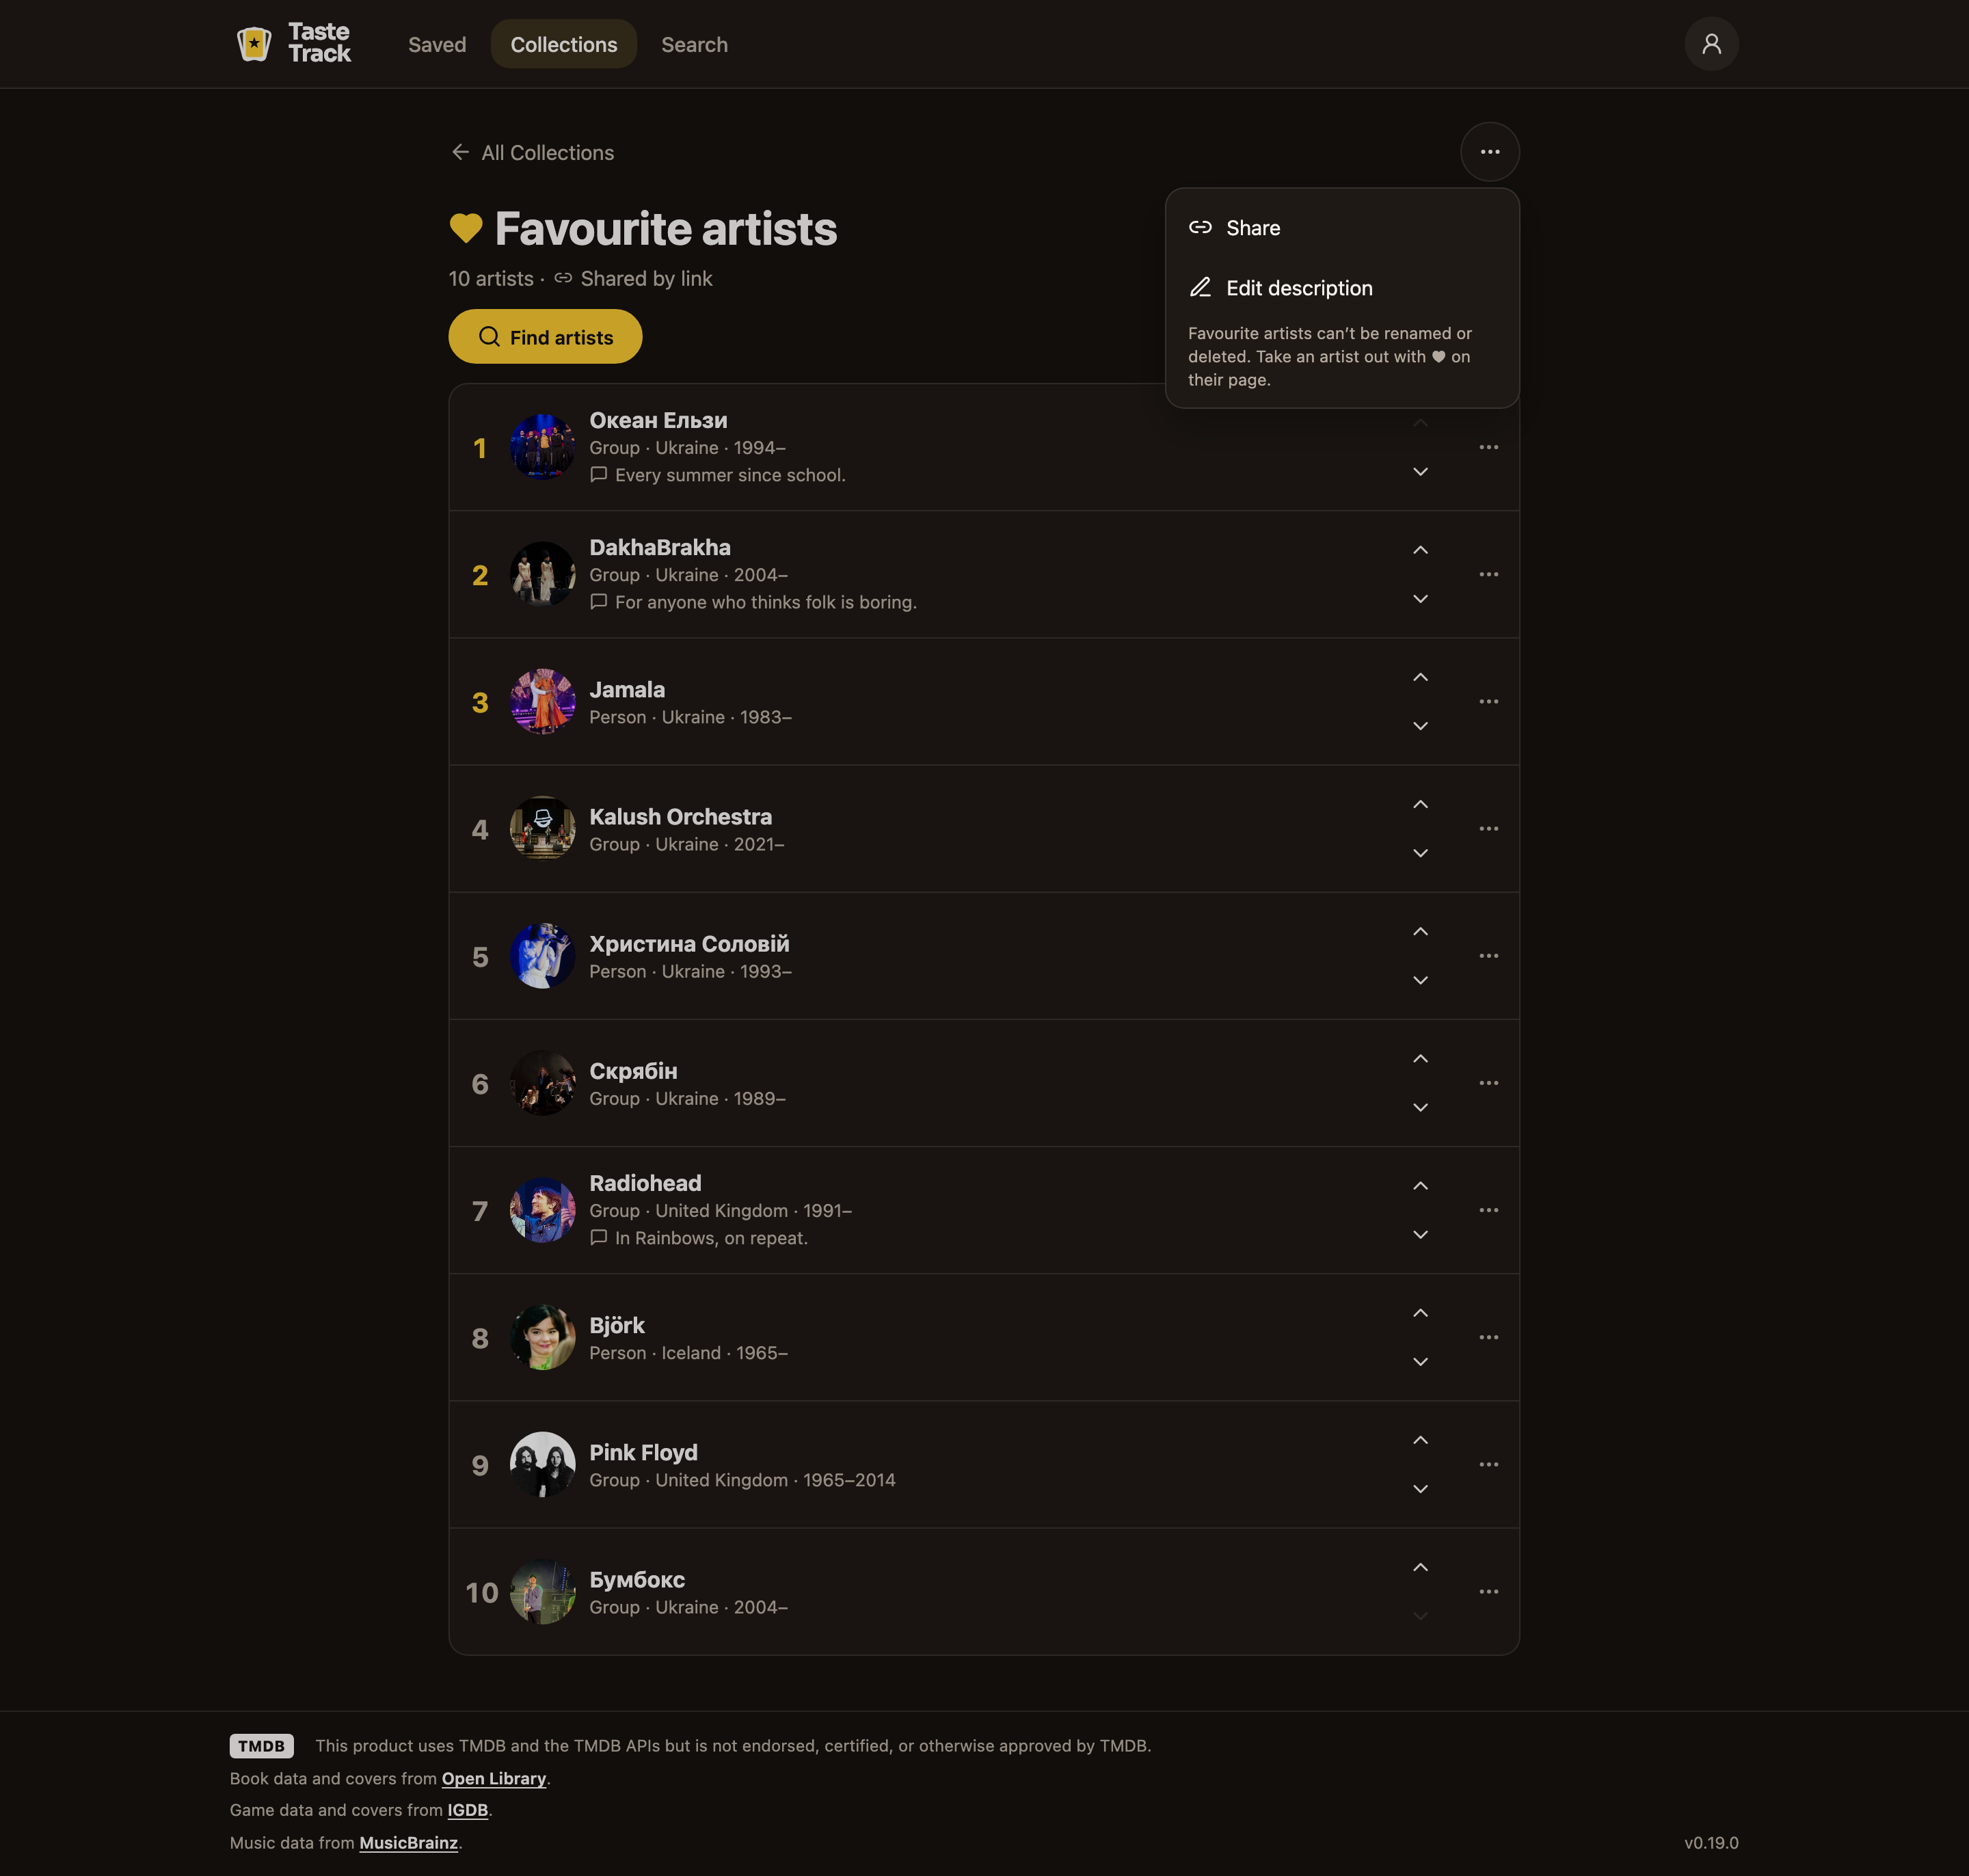 Taste
Track
Saved
Collections
Search
All Collections
Share
Favourite artists
10 artists · Shared by link
Edit description
Find artists
Favourite artists can’t be renamed or
deleted. Take an artist out with ♥ on
their page.
1
Океан Ельзи
Group · Ukraine · 1994–
Every summer since school.
2
DakhaBrakha
Group · Ukraine · 2004–
For anyone who thinks folk is boring.
3
Jamala
Person · Ukraine · 1983–
4
Kalush Orchestra
Group · Ukraine · 2021–
5
Христина Соловій
Person · Ukraine · 1993–
6
Скрябін
Group · Ukraine · 1989–
7
Radiohead
Group · United Kingdom · 1991–
In Rainbows, on repeat.
8
Björk
Person · Iceland · 1965–
9
Pink Floyd
Group · United Kingdom · 1965–2014
10
Бумбокс
Group · Ukraine · 2004–
TMDB This product uses TMDB and the TMDB APIs but is not endorsed, certified, or otherwise approved by TMDB.
Book data and covers from Open Library.
Game data and covers from IGDB.
Music data from MusicBrainz.
v0.19.0